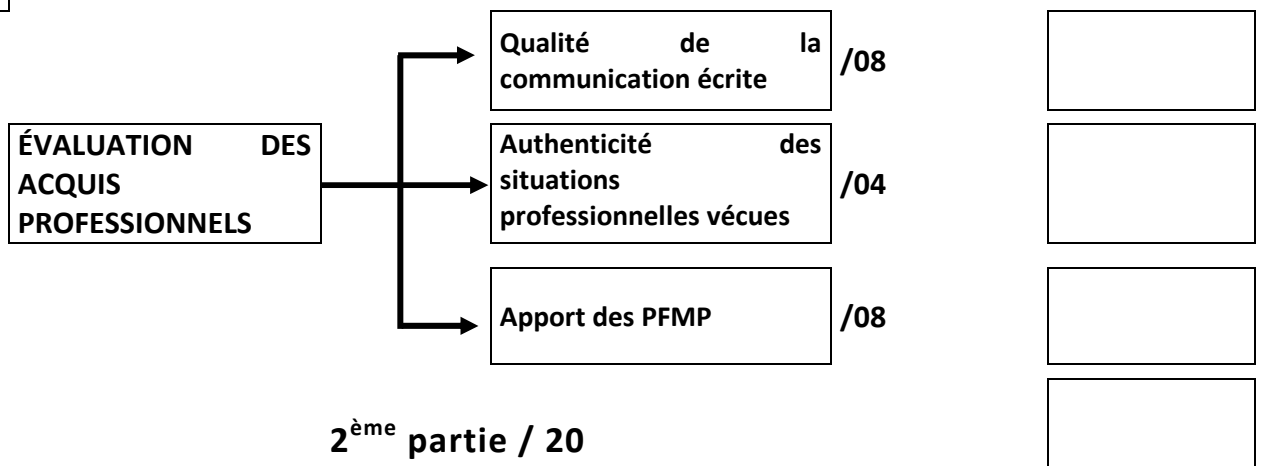 Qualité de la
communication écrite
/08
ÉVALUATION DES
ACQUIS
PROFESSIONNELS
Authenticité des
situations
professionnelles vécues
/04
Apport des PFMP
/08
2ème partie / 20